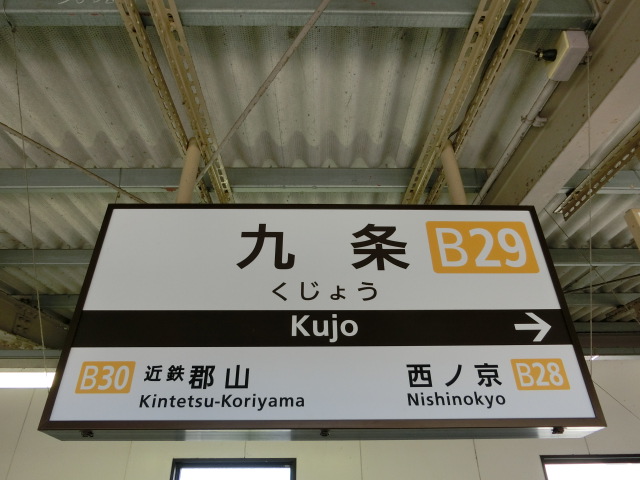 九条 B29
くじょう
Kujo →
B30 近鉄郡山 西ノ京 B28
Kintetsu-Koriyama Nishinokyo